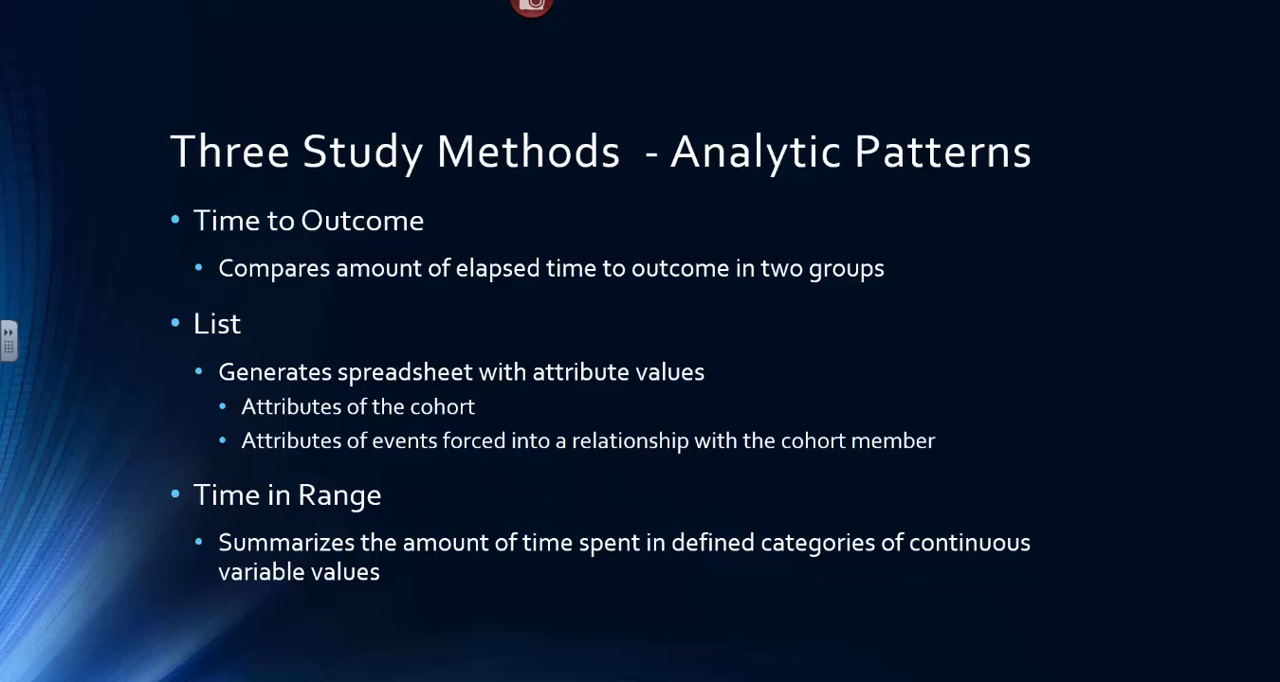 Three Study Methods - Analytic Patterns
• Time to Outcome
• Compares amount of elapsed time to outcome in two groups
• List
• Generates spreadsheet with attribute values
• Attributes of the cohort
• Attributes of events forced into a relationship with the cohort member
• Time in Range
• Summarizes the amount of time spent in defined categories of continuous
variable values